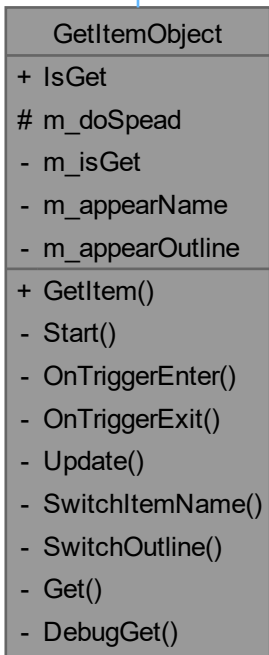 GetItemObject
+ IsGet
# m_doSpead
- m_isGet
- m_appearName
- m_appearOutline
+ GetItem()
- Start()
- OnTriggerEnter()
- OnTriggerExit()
- Update()
- SwitchItemName()
- SwitchOutline()
- Get()
- DebugGet()